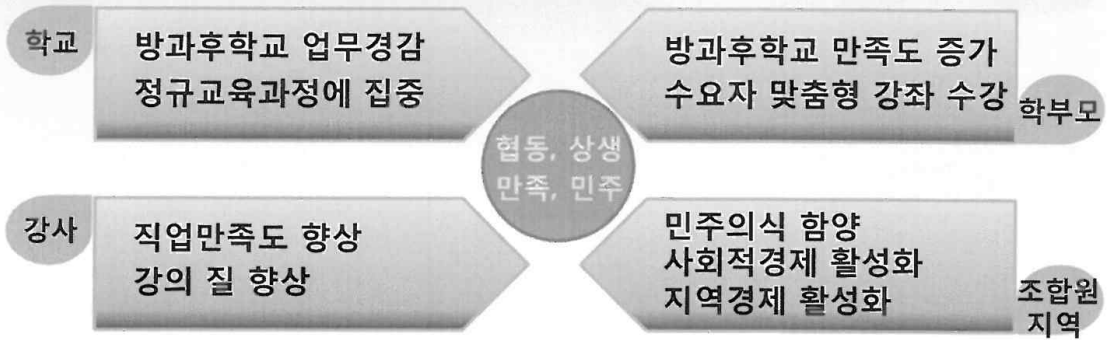 학교
방과후학교 업무경감
정규교육과정에 집중
방과후학교 만족도 증가
수요자 맞춤형 강좌 수강
학부모
협동, 상생
만족, 민주
강사
직업만족도 향상
강의 질 향상
민주의식 함양
사회적경제 활성화
지역경제 활성화
조합원
지역